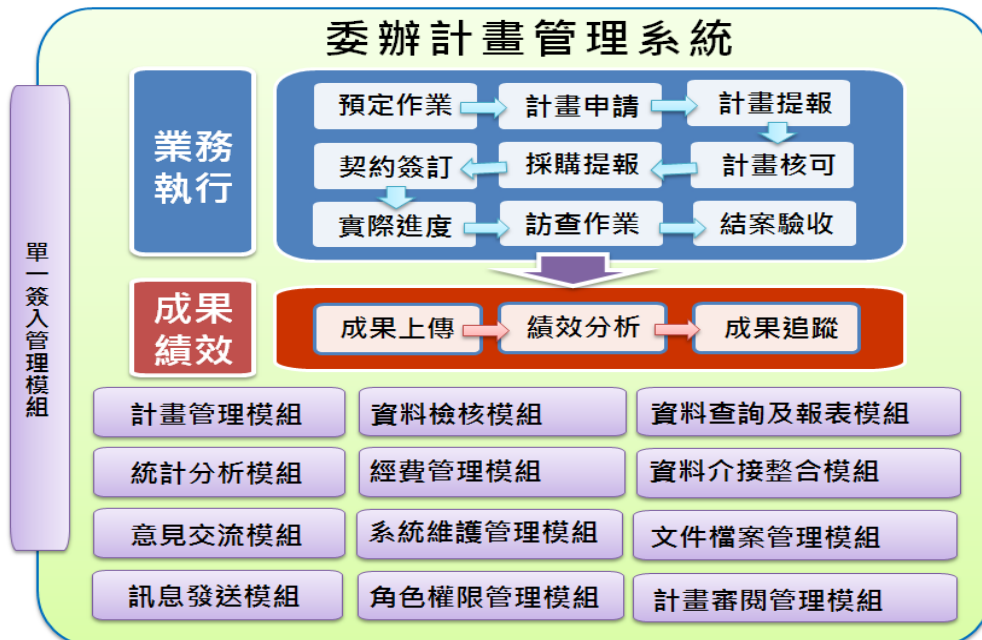 委辦計畫管理系統
單一簽入管理模組
業務
執行
預定作業
計畫申請
計畫提報
契約簽訂
採購提報
計畫核可
實際進度
訪查作業
結案驗收
成果
績效
成果上傳
績效分析
成果追蹤
計畫管理模組
資料檢核模組
資料查詢及報表模組
統計分析模組
經費管理模組
資料介接整合模組
意見交流模組
系統維護管理模組
文件檔案管理模組
訊息發送模組
角色權限管理模組
計畫審閱管理模組